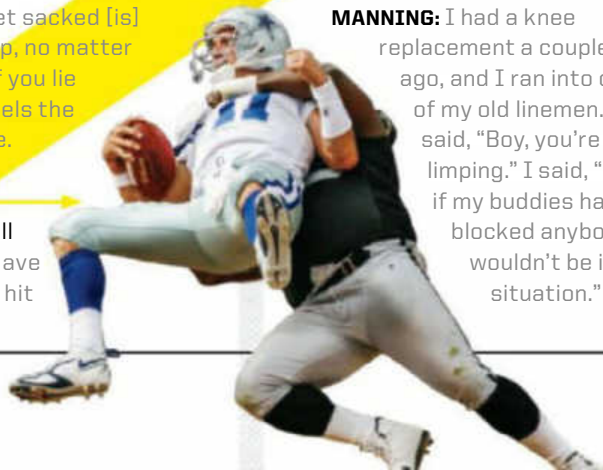 et sacked [is]
p, no matter
f you lie
els the
e.
ll
ave
hit
MANNING: I had a knee
replacement a couple
ago, and I ran into
of my old linemen.
said, “Boy, you’re
limping.” I said, “
if my buddies ha
blocked anybo
wouldn’t be i
situation.”
11